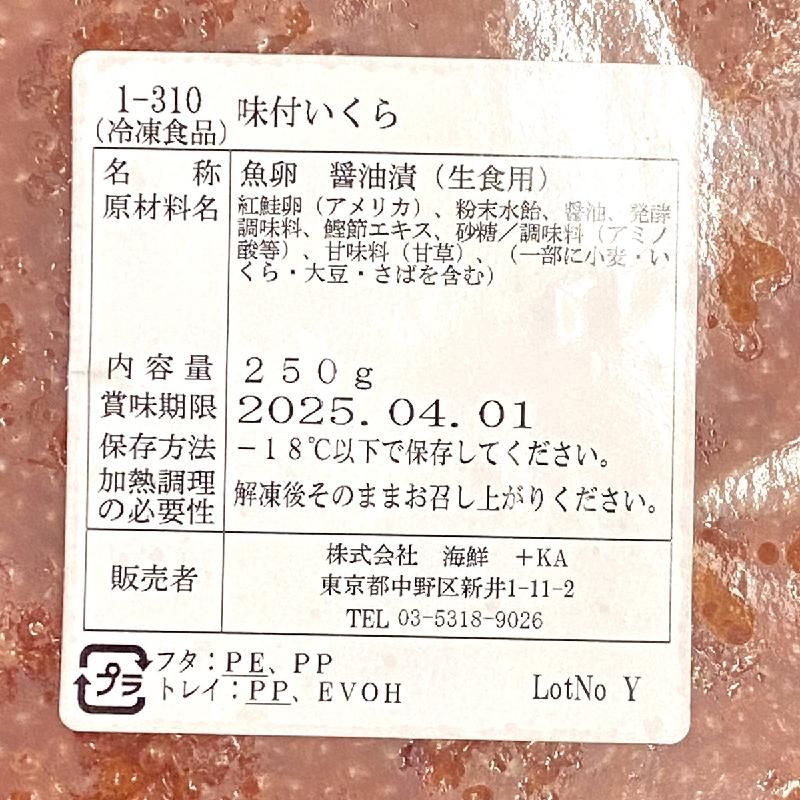 1-310
(冷凍食品)
味付いくら
名称 魚卵 醤油漬（生食用）
原材料名 紅鮭卵（アメリカ）、粉末水飴、醤油、発酵
調味料、鰹節エキス、砂糖／調味料（アミノ
酸等）、甘味料（甘草）、（一部に小麦・い
くら・大豆・さばを含む）
内容量 ２５０ｇ
賞味期限 2025.04.01
保存方法 －１８℃以下で保存してください。
加熱調理
の必要性
解凍後そのままお召し上がりください。
販売者
株式会社 海鮮 ＋KA
東京都中野区新井1-11-2
TEL 03-5318-9026
プラ
フタ：PE、PP
トレイ：PP、EVOH
LotNo Y